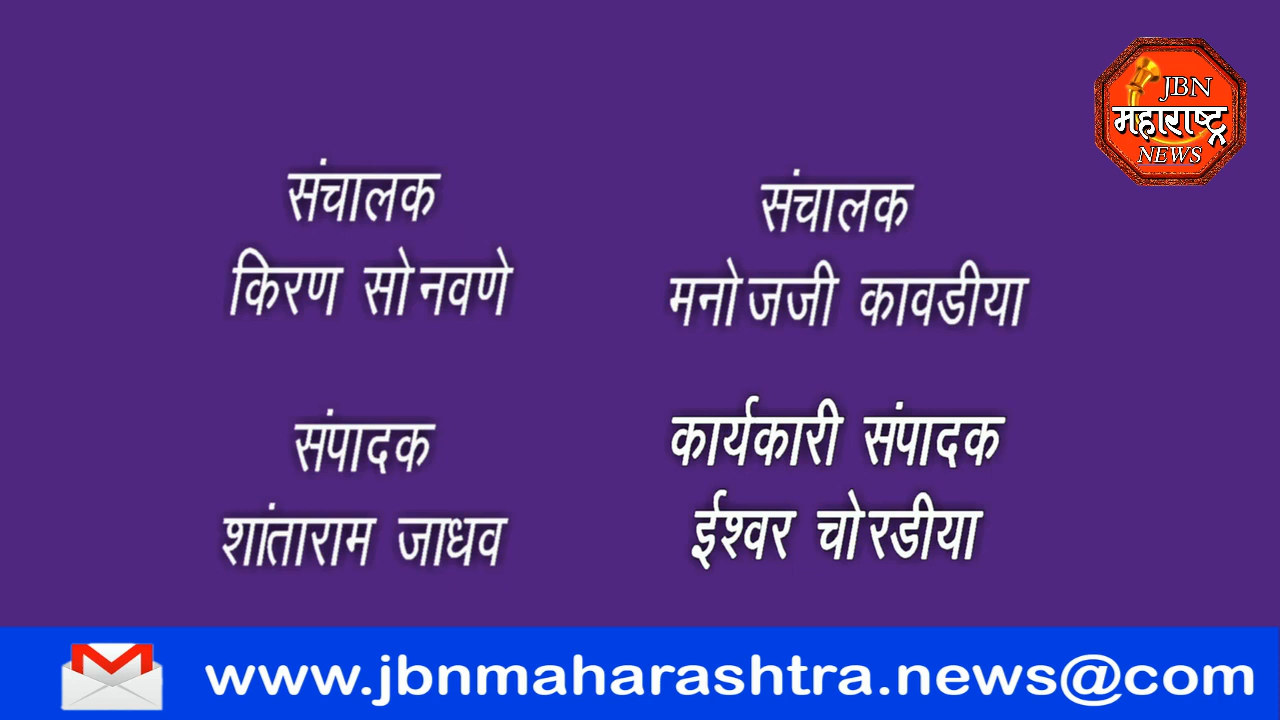 JBN
महाराष्ट्र
NEWS
संचालक
किरण सोनवणे
संचालक
मनोजजी कावडीया
संपादक
शांताराम जाधव
कार्यकारी संपादक
ईश्वर चोरडीया
www.jbnmaharashtra.news@com